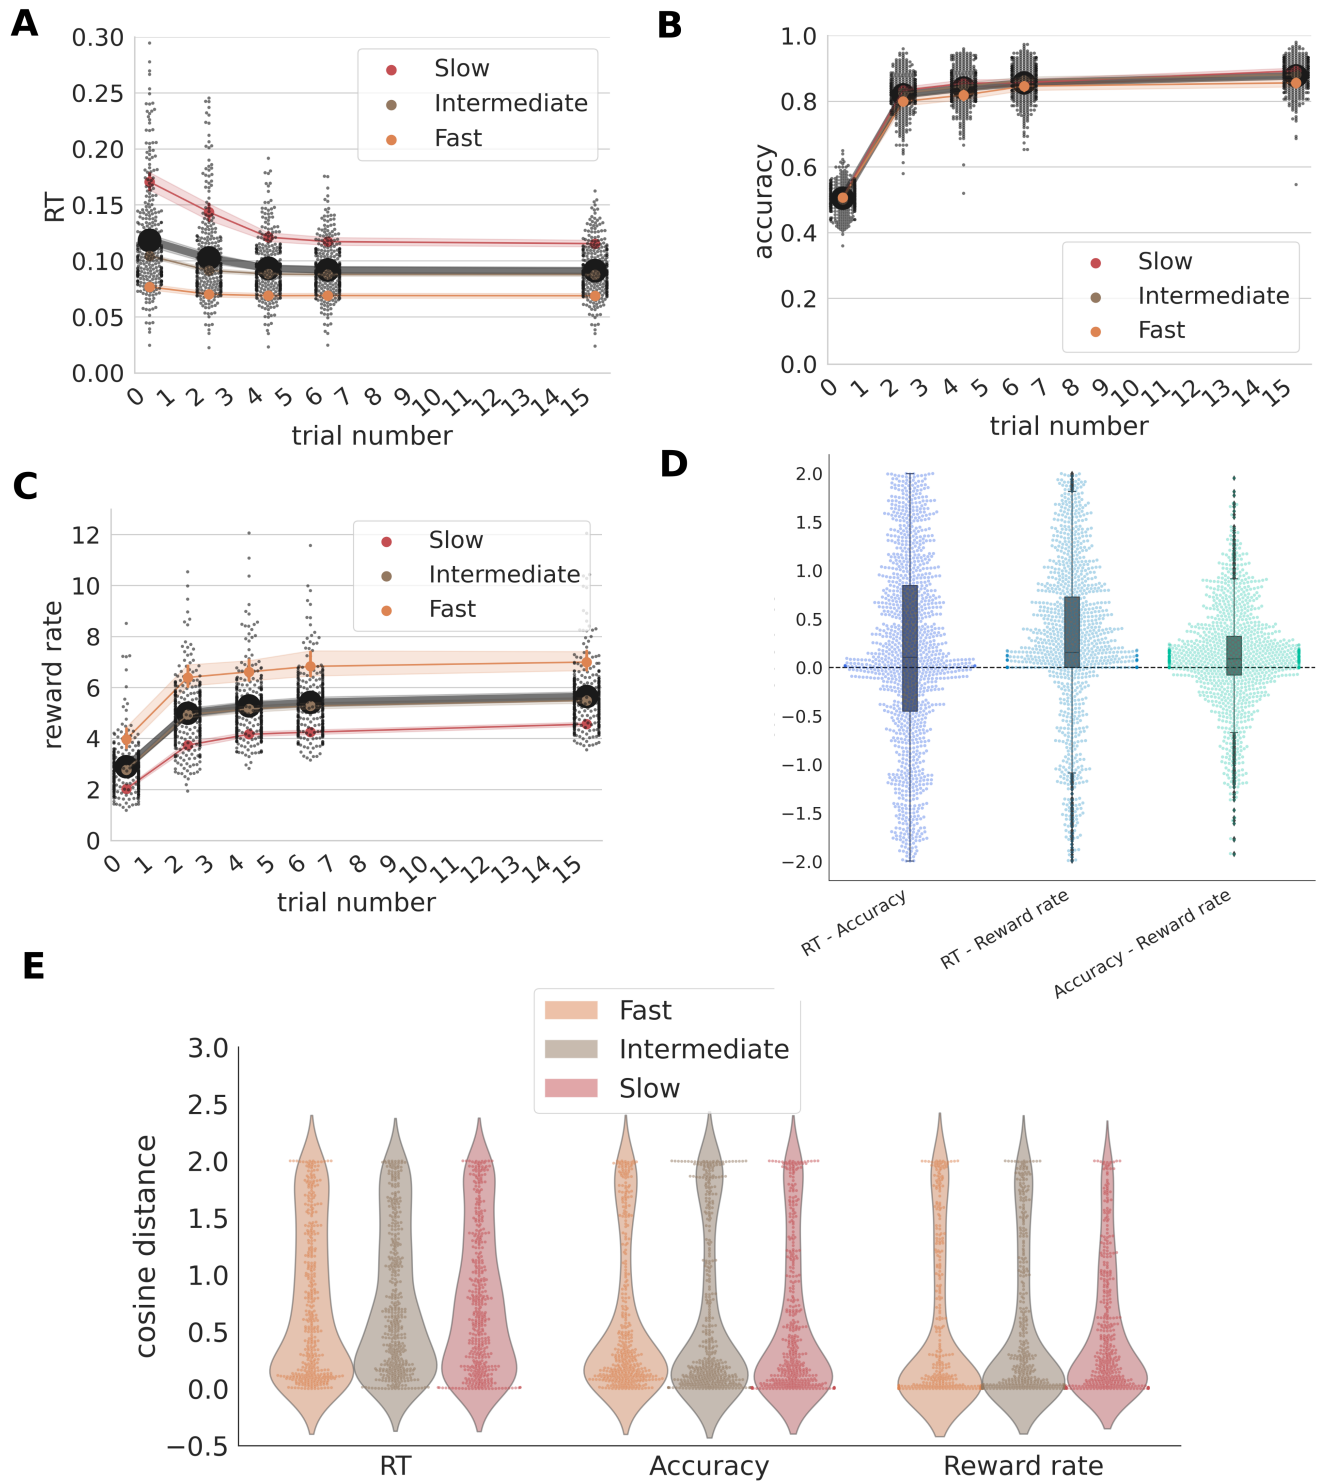 A
0.30
0.25
0.20
0.15
0.10
0.05
0.00
RT
Slow
Intermediate
Fast
0 1 2 3 4 5 6 7 8 9 10 11 12 13 14 15
trial number
B
1.0
0.8
0.6
0.4
0.2
0.0
accuracy
Slow
Intermediate
Fast
0 1 2 3 4 5 6 7 8 9 10 11 12 13 14 15
trial number
C
12
10
8
6
4
2
0
reward rate
Slow
Intermediate
Fast
0 1 2 3 4 5 6 7 8 9 10 11 12 13 14 15
trial number
D
2.0
1.5
1.0
0.5
0.0
−0.5
−1.0
−1.5
−2.0
RT - Accuracy
RT - Reward rate
Accuracy - Reward rate
E
Fast
Intermediate
Slow
3.0
2.5
2.0
1.5
1.0
0.5
0.0
−0.5
cosine distance
RT
Accuracy
Reward rate